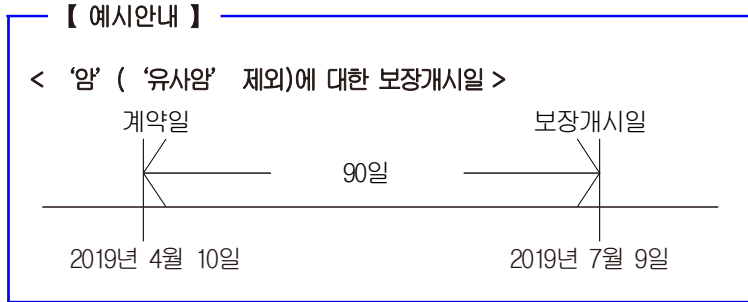 【 예시안내 】
< ‘암’ ( ‘유사암’ 제외)에 대한 보장개시일 >
계약일 보장개시일
90일
2019년 4월 10일 2019년 7월 9일